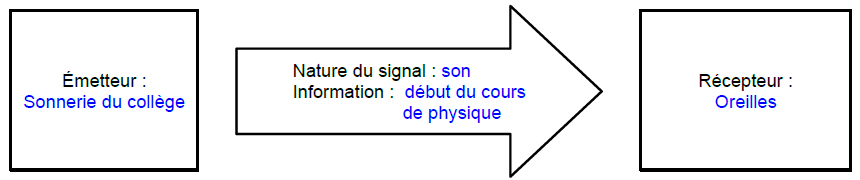 Émetteur :
Sonnerie du collège
Nature du signal : son
Information : début du cours
de physique
Récepteur :
Oreilles